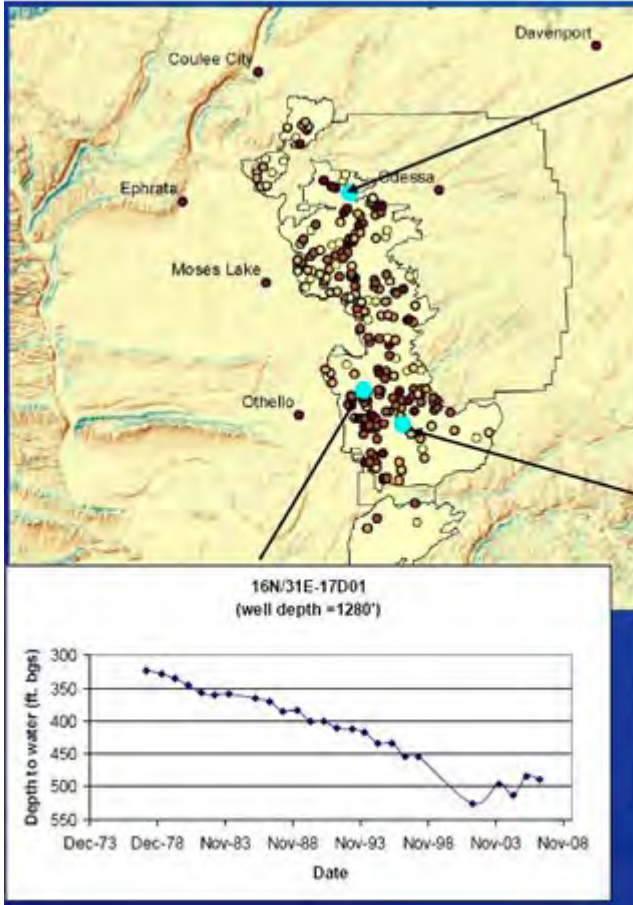 Davenport
Coulee City
Ephrata
Odessa
Moses Lake
Othello
16N/31E-17D01
(well depth =1280')
Depth to water (ft. bgs)
300
350
400
450
500
550
Dec-73 Dec-78 Nov-83 Nov-88 Nov-93 Nov-98 Nov-03 Nov-08
Date